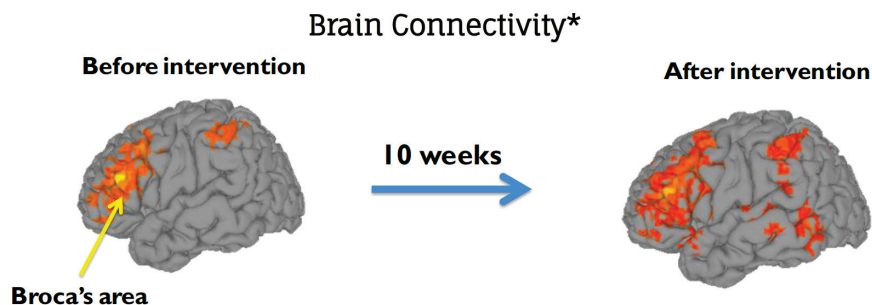 Brain Connectivity*
Before intervention
After intervention
10 weeks
Broca's area